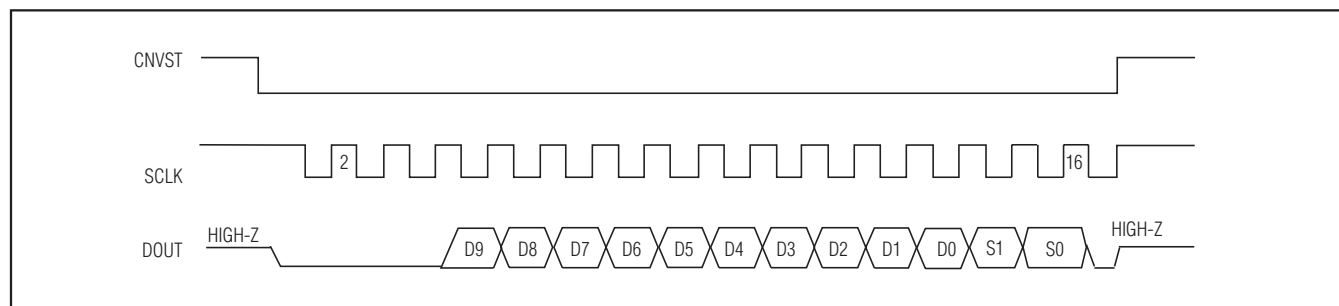 CNVST
SCLK
2
16
DOUT
HIGH-Z
D9 D8 D7 D6 D5 D4 D3 D2 D1 D0 S1 S0
HIGH-Z